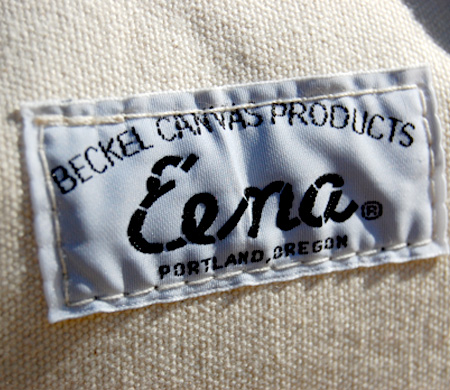 BECKEL CANVAS PRODUCTS
Eena®
PORTLAND, OREGON